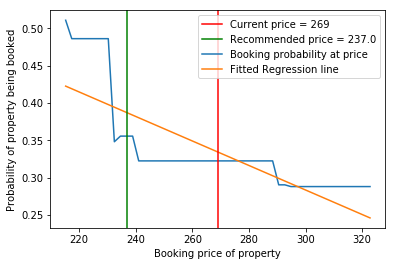 Current price = 269
Recommended price = 237.0
Booking probability at price
Fitted Regression line
Probability of property being booked
0.50
0.45
0.40
0.35
0.30
0.25
220 240 260 280 300 320
Booking price of property